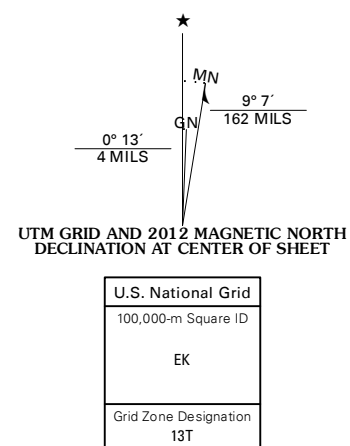 ★
MN
9° 7´
162 MILS
GN
0° 13´
4 MILS
UTM GRID AND 2012 MAGNETIC NORTH
DECLINATION AT CENTER OF SHEET
U.S. National Grid
100,000-m Square ID
EK
Grid Zone Designation
13T